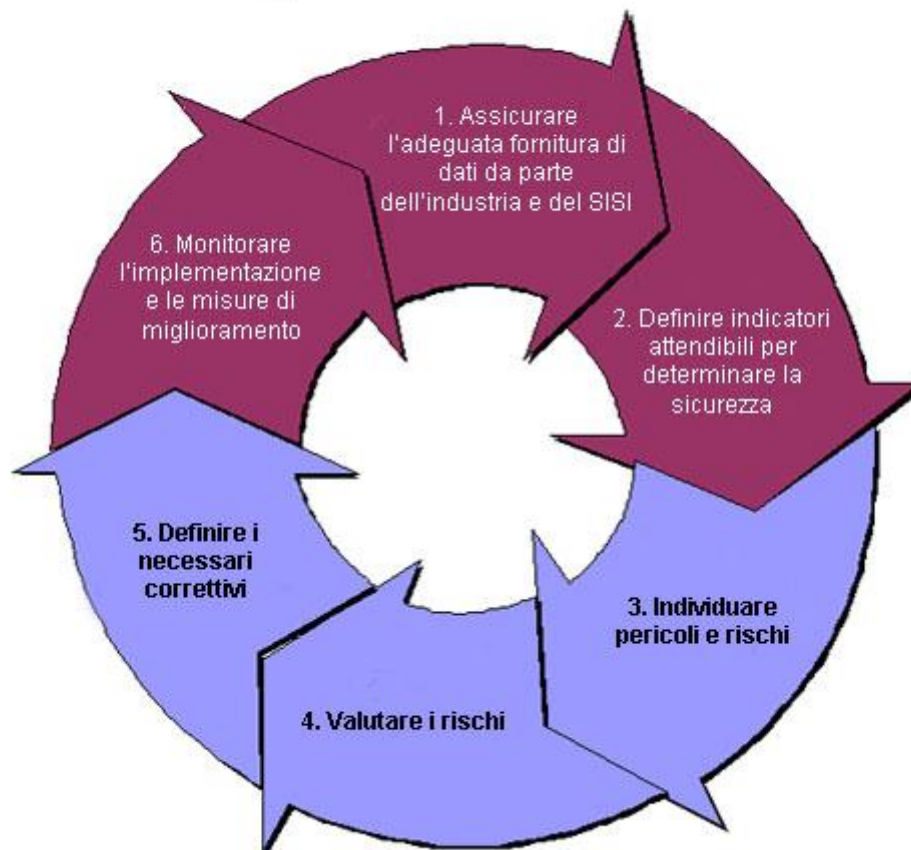 1. Assicurare
l'adeguata fornitura di
dati da parte
dell'industria e del SISI
2. Definire indicatori
attendibili per
determinare la
sicurezza
3. Individuare
pericoli e rischi
4. Valutare i rischi
5. Definire i
necessari
correttivi
6. Monitorare
l'implementazione
e le misure di
miglioramento